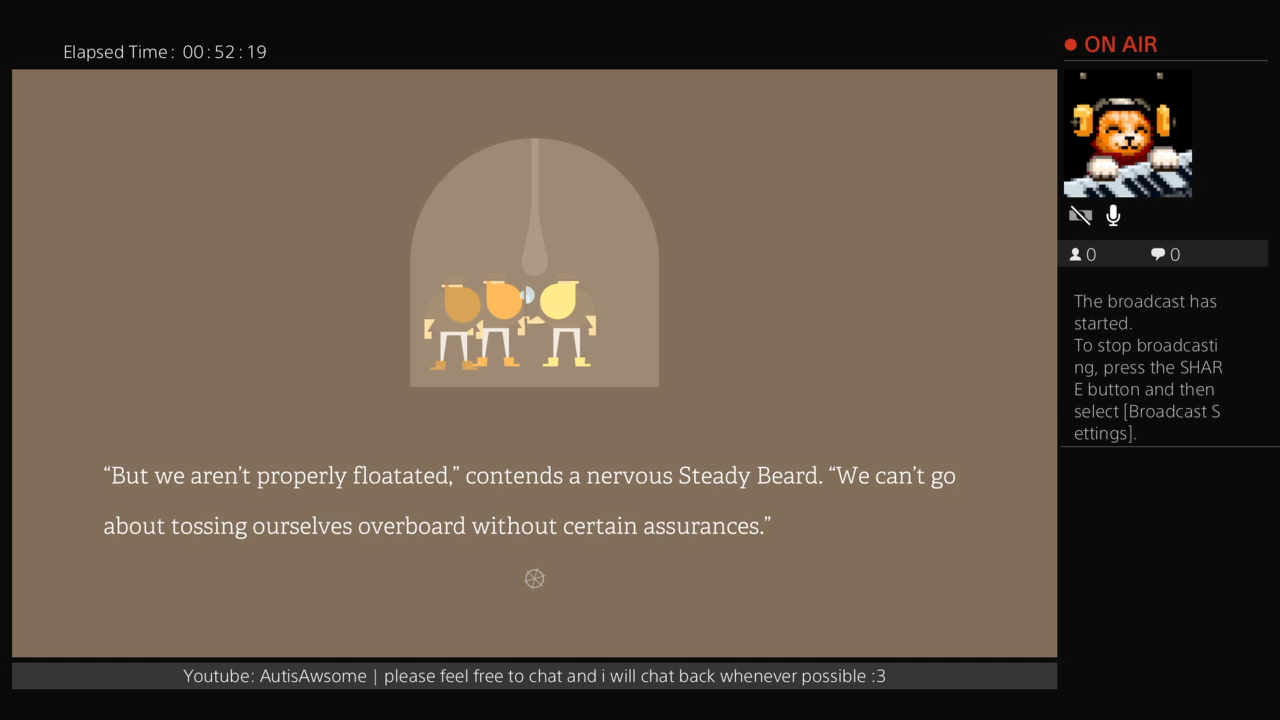 Elapsed Time: 00:52:19
ON AIR
0 0
The broadcast has
started.
To stop broadcasti
ng, press the SHAR
E button and then
select [Broadcast S
ettings].
“But we aren’t properly floatated,” contends a nervous Steady Beard. “We can’t go
about tossing ourselves overboard without certain assurances.”
Youtube: AutisAwsome | please feel free to chat and i will chat back whenever possible :3